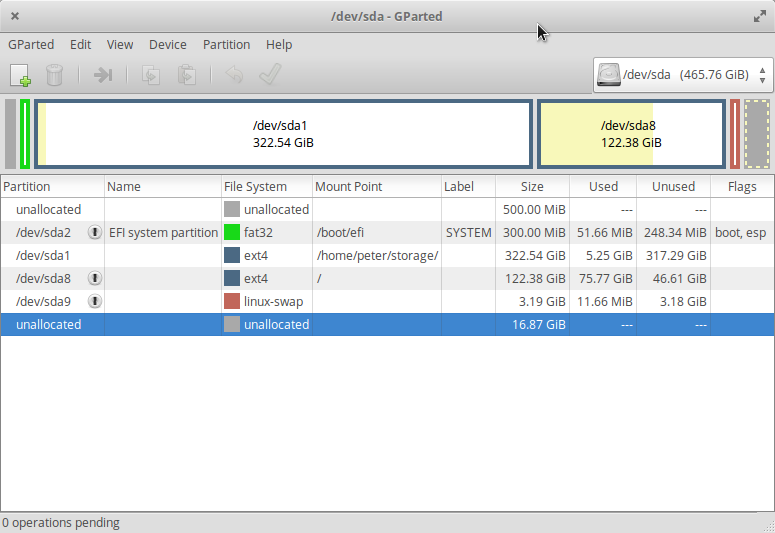 /dev/sda - GParted
GParted Edit View Device Partition Help
/dev/sda (465.76 GiB)
/dev/sda1
322.54 GiB
/dev/sda8
122.38 GiB
Partition Name File System Mount Point Label Size Used Unused Flags
unallocated unallocated 500.00 MiB --- ---
/dev/sda2 EFI system partition fat32 /boot/efi SYSTEM 300.00 MiB 51.66 MiB 248.34 MiB boot, esp
/dev/sda1 ext4 /home/peter/storage/ 322.54 GiB 5.25 GiB 317.29 GiB
/dev/sda8 ext4 / 122.38 GiB 75.77 GiB 46.61 GiB
/dev/sda9 linux-swap 3.19 GiB 11.66 MiB 3.18 GiB
unallocated unallocated 16.87 GiB --- ---
0 operations pending